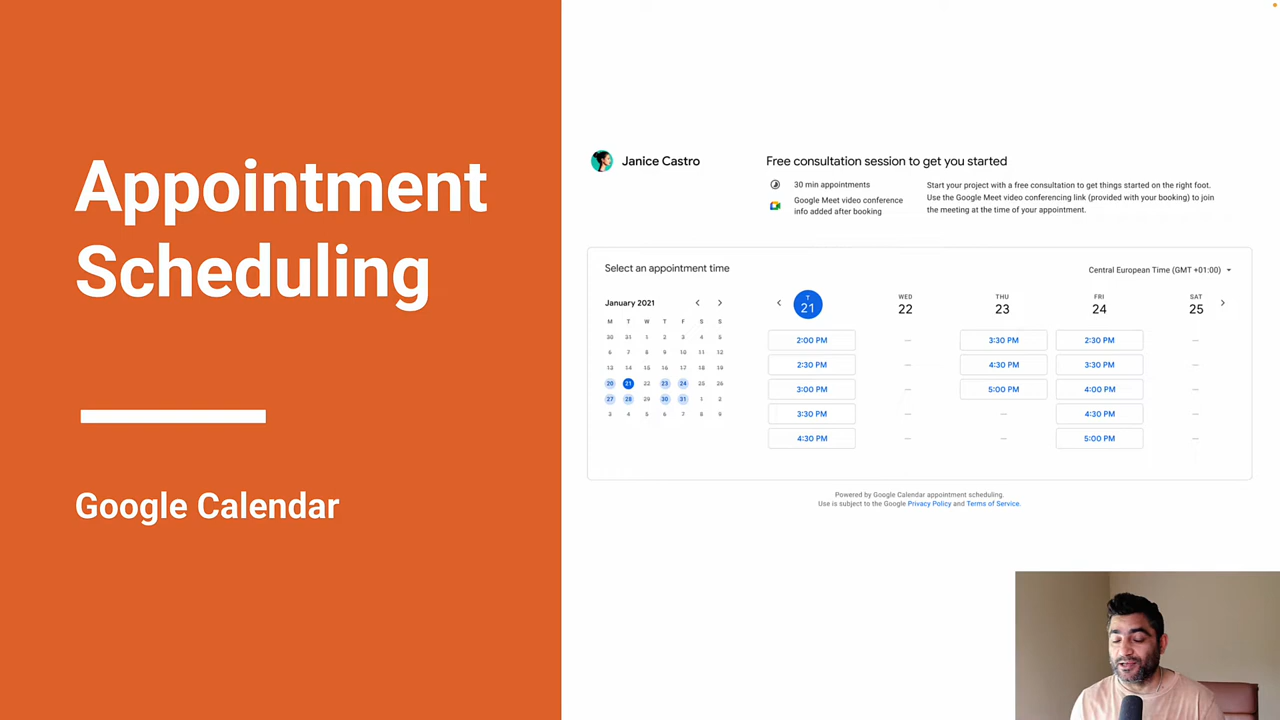 Appointment
Scheduling
Google Calendar
Janice Castro
Free consultation session to get you started
30 min appointments
Google Meet video conference
info added after booking
Start your project with a free consultation to get things started on the right foot.
Use the Google Meet video conferencing link (provided with your booking) to join
the meeting at the time of your appointment.
Select an appointment time
Central European Time (GMT +01:00)
January 2021
M T W T F S S
30 31 1 2 3 4 5
6 7 8 9 10 11 12
13 14 15 16 17 18 19
20 21 22 23 24 25 26
27 28 29 30 31 1 2
3 4 5 6 7 8 9
T WED THU FRI SAT
21 22 23 24 25
2:00 PM — 3:30 PM 2:30 PM —
2:30 PM — 4:30 PM 3:30 PM —
3:00 PM — 5:00 PM 4:00 PM —
3:30 PM — — 4:30 PM —
4:30 PM — — 5:00 PM —
Powered by Google Calendar appointment scheduling.
Use is subject to the Google Privacy Policy and Terms of Service.